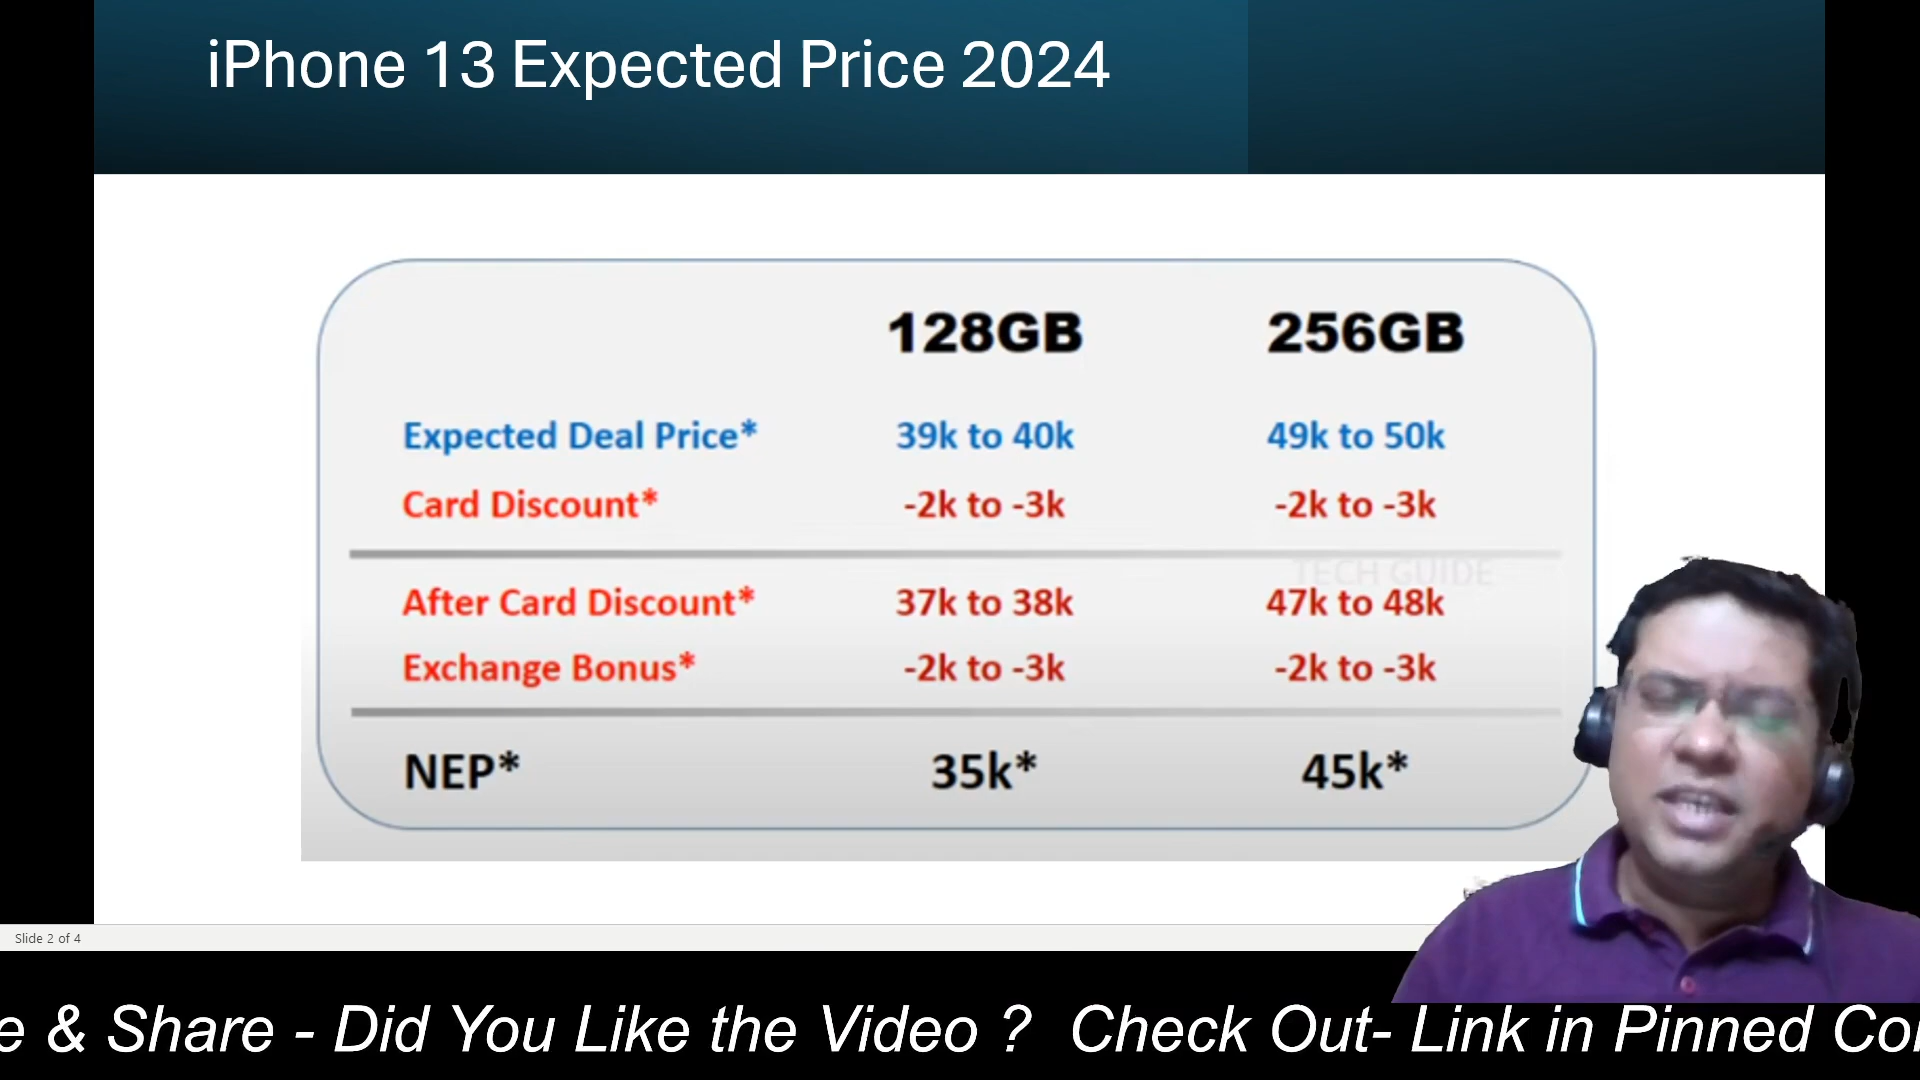 iPhone 13 Expected Price 2024
128GB 256GB
Expected Deal Price* 39k to 40k 49k to 50k
Card Discount* -2k to -3k -2k to -3k
TECH GUIDE
After Card Discount* 37k to 38k 47k to 48k
Exchange Bonus* -2k to -3k -2k to -3k
NEP* 35k* 45k*
Slide 2 of 4
e & Share - Did You Like the Video ? Check Out- Link in Pinned